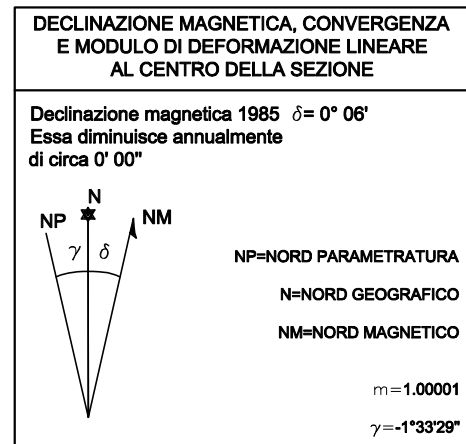 DECLINAZIONE MAGNETICA, CONVERGENZA
E MODULO DI DEFORMAZIONE LINEARE
AL CENTRO DELLA SEZIONE
Declinazione magnetica 1985 δ= 0° 06'
Essa diminuisce annualmente
di circa 0' 00"
N
NP
NM
γ
δ
NP=NORD PARAMETRATURA
N=NORD GEOGRAFICO
NM=NORD MAGNETICO
m=1.00001
γ=-1°33'29"